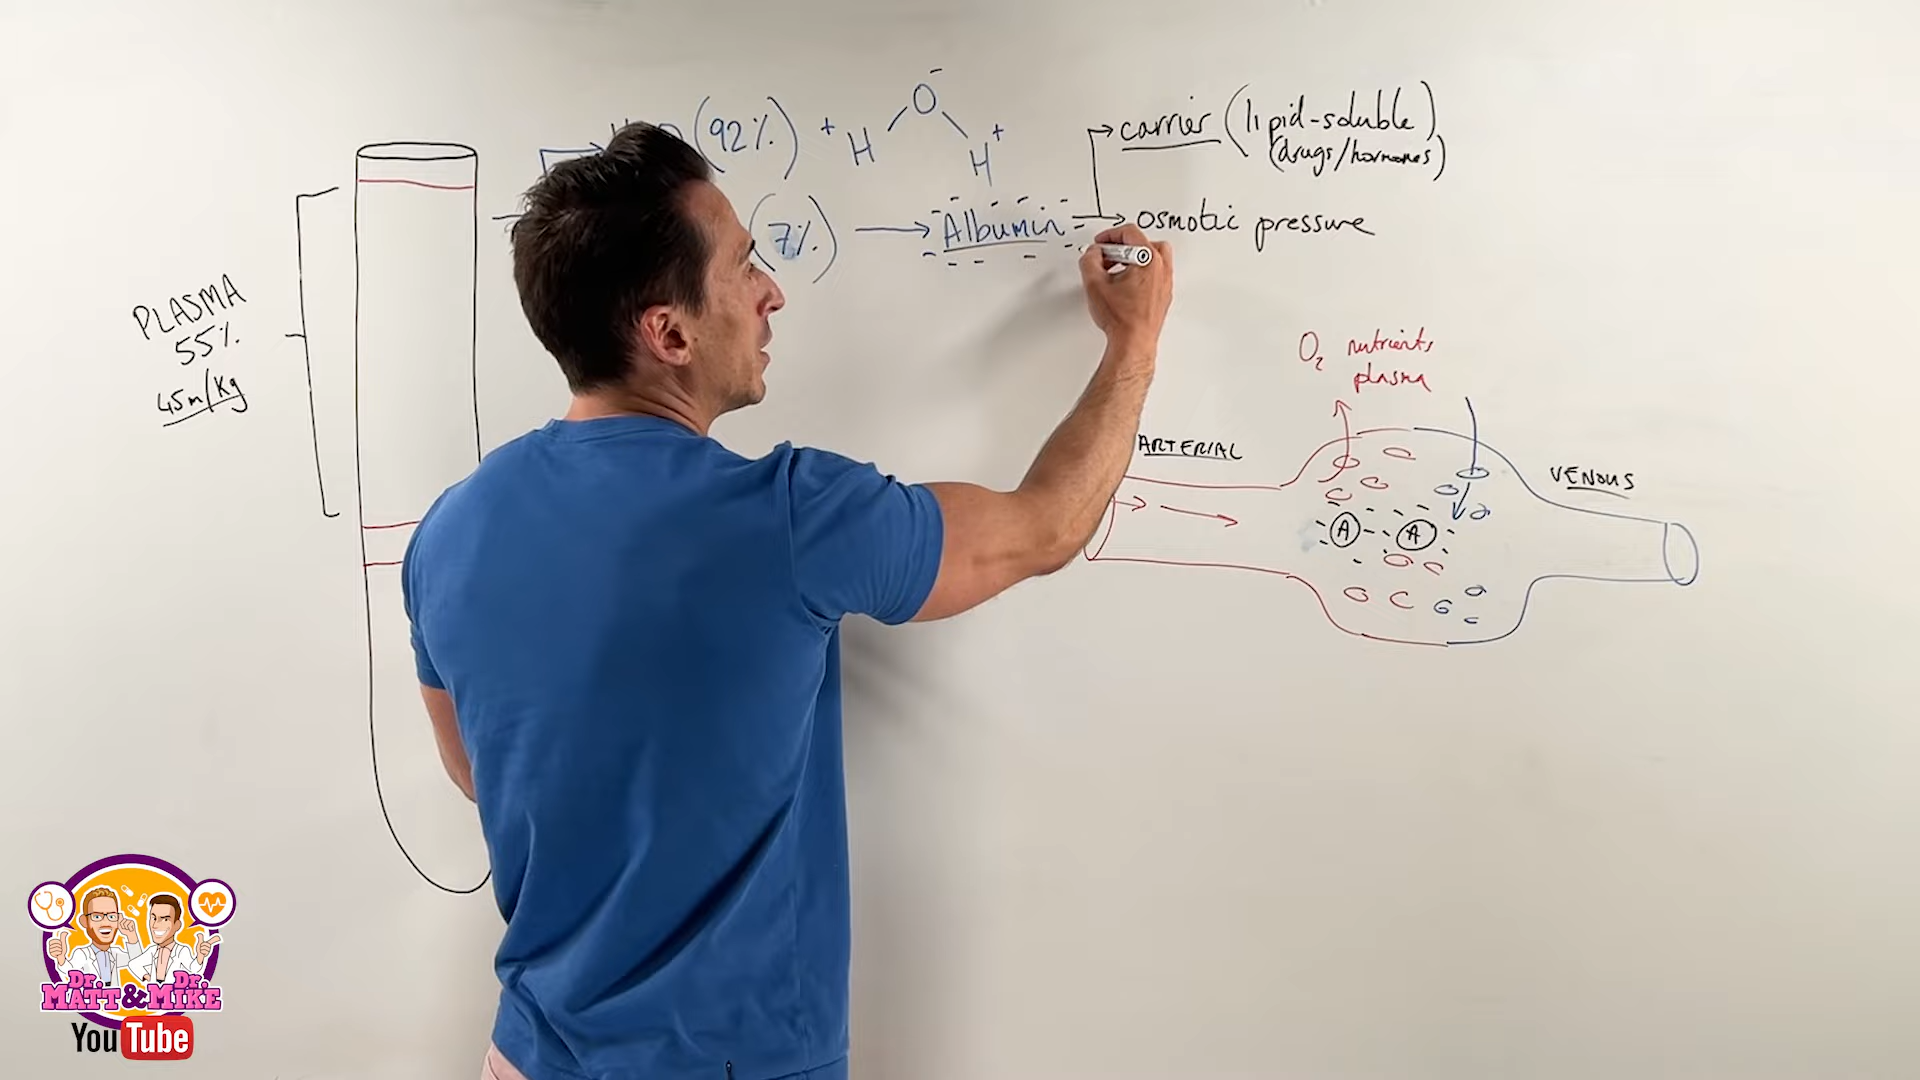 (92%)
+
H
O
-
H
+
carrier (lipid-soluble)
(drugs/hormones)
(7%)
Albumin
osmotic pressure
PLASMA
55%
45m/Kg
O2 nutrients
plasma
ARTERIAL
VENOUS
A
A
Dr. Dr.
MATT & MIKE
YouTube